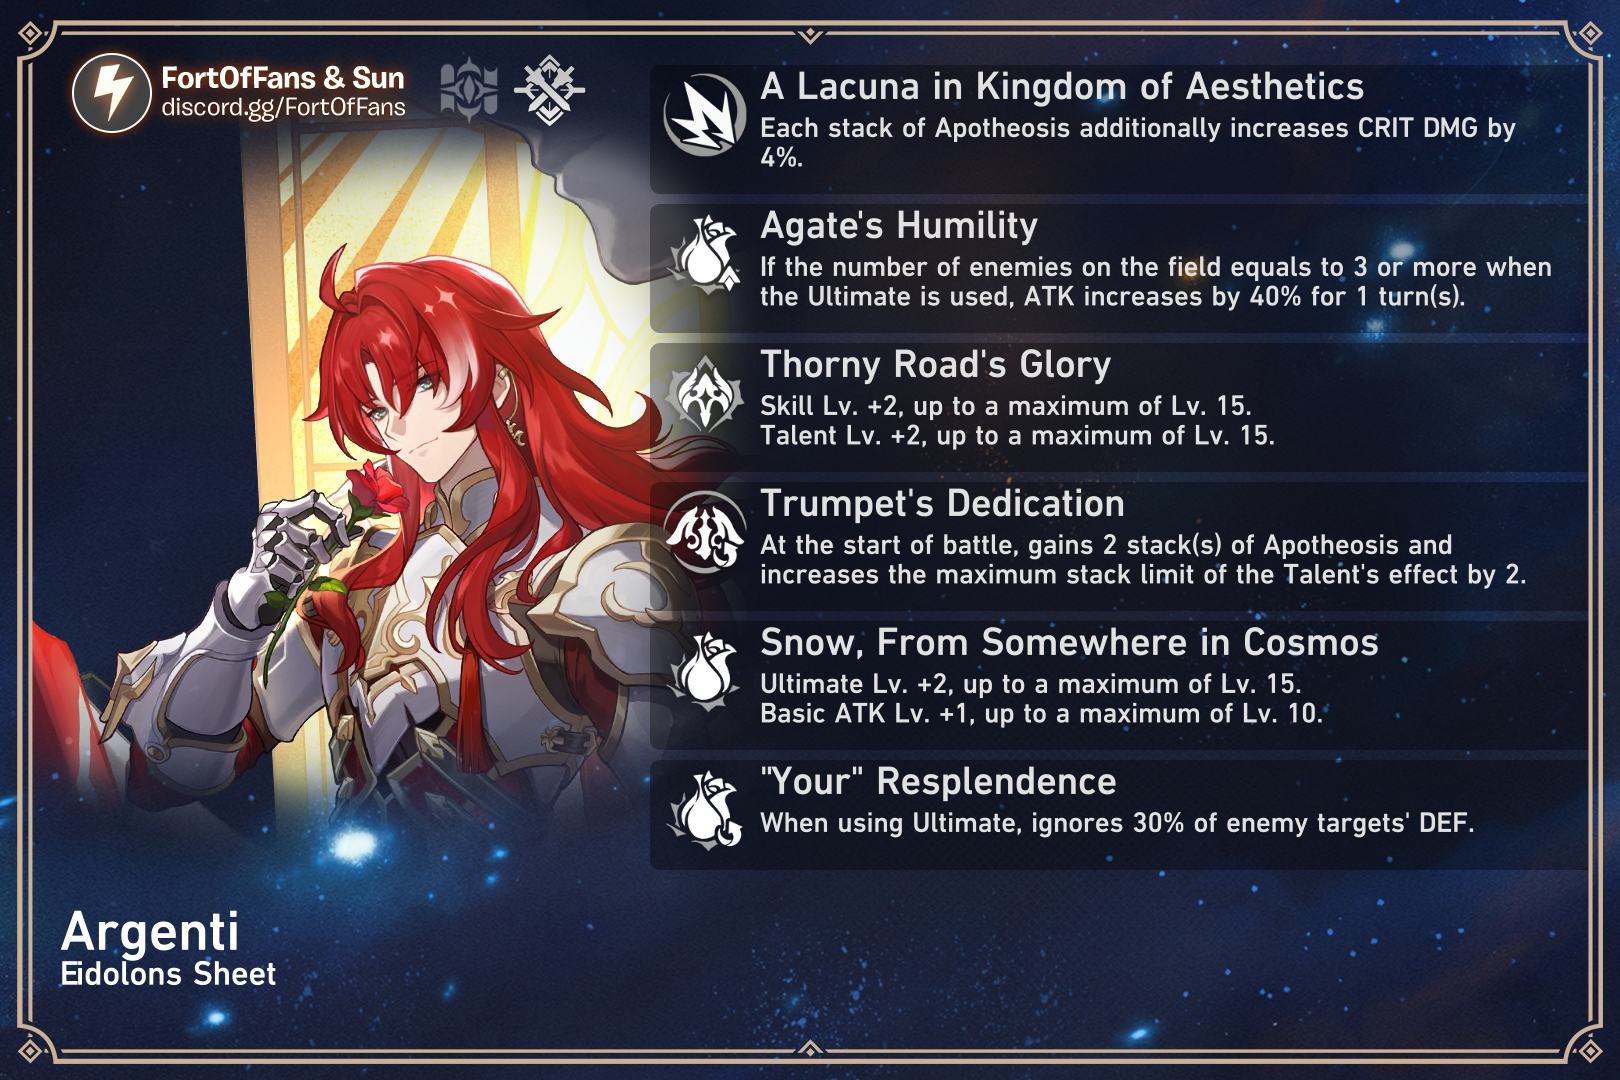 FortOfFans & Sun
discord.gg/FortOfFans
A Lacuna in Kingdom of Aesthetics
Each stack of Apotheosis additionally increases CRIT DMG by
4%.
Agate's Humility
If the number of enemies on the field equals to 3 or more when
the Ultimate is used, ATK increases by 40% for 1 turn(s).
Thorny Road's Glory
Skill Lv. +2, up to a maximum of Lv. 15.
Talent Lv. +2, up to a maximum of Lv. 15.
Trumpet's Dedication
At the start of battle, gains 2 stack(s) of Apotheosis and
increases the maximum stack limit of the Talent's effect by 2.
Snow, From Somewhere in Cosmos
Ultimate Lv. +2, up to a maximum of Lv. 15.
Basic ATK Lv. +1, up to a maximum of Lv. 10.
"Your" Resplendence
When using Ultimate, ignores 30% of enemy targets' DEF.
Argenti
Eidolons Sheet